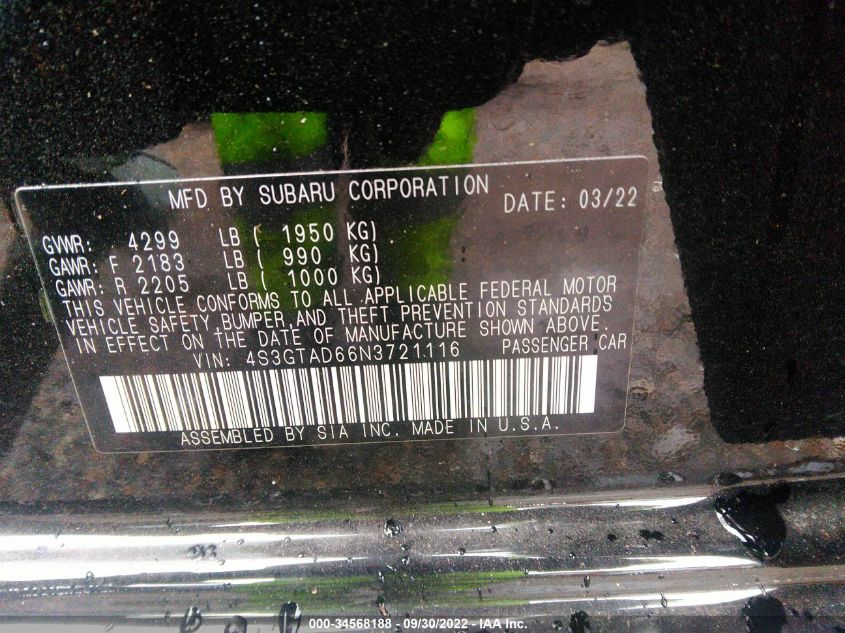 MFD BY SUBARU CORPORATION DATE: 03/22
GVWR: 4299 LB ( 1950 KG)
GAWR: F 2183 LB ( 990 KG)
GAWR: R 2205 LB ( 1000 KG)
THIS VEHICLE CONFORMS TO ALL APPLICABLE FEDERAL MOTOR
VEHICLE SAFETY,BUMPER,AND THEFT PREVENTION STANDARDS
IN EFFECT ON THE DATE OF MANUFACTURE SHOWN ABOVE.
VIN: 4S3GTAD66N3721116 PASSENGER CAR
ASSEMBLED BY SIA INC. MADE IN U.S.A.
000-34568188 - 09/30/2022 - IAA Inc.